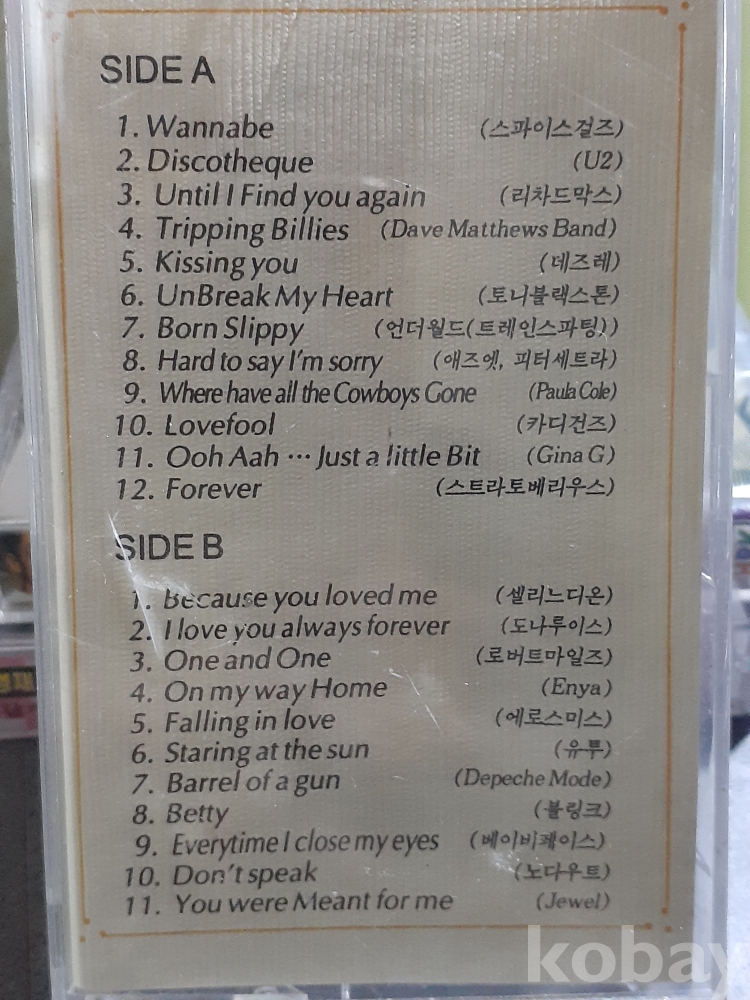 SIDE A
1. Wannabe (스파이스걸즈)
2. Discotheque (U2)
3. Until I Find you again (리차드막스)
4. Tripping Billies (Dave Matthews Band)
5. Kissing you (데즈레)
6. UnBreak My Heart (토니블랙스톤)
7. Born Slippy (언더월드(트레인스파팅))
8. Hard to say I'm sorry (애즈엣, 피터세트라)
9. Where have all the Cowboys Gone (Paula Cole)
10. Lovefool (카디건즈)
11. Ooh Aah ··· Just a little Bit (Gina G)
12. Forever (스트라토베리우스)
SIDE B
1. Because you loved me (셀리느디온)
2. I love you always forever (도나루이스)
3. One and One (로버트마일즈)
4. On my way Home (Enya)
5. Falling in love (에로스미스)
6. Staring at the sun (유투)
7. Barrel of a gun (Depeche Mode)
8. Betty (블링크)
9. Everytime I close my eyes (베이비페이스)
10. Don't speak (노다우트)
11. You were Meant for me (Jewel)
kobay